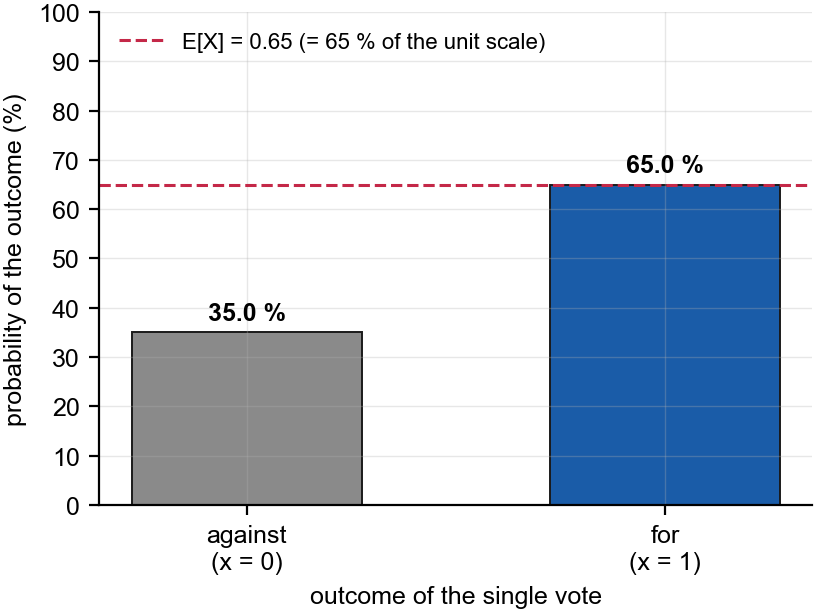 100
90
80
70
60
50
40
30
20
10
0
probability of the outcome (%)
E[X] = 0.65 (= 65 % of the unit scale)
35.0 %
65.0 %
against
(x = 0)
for
(x = 1)
outcome of the single vote